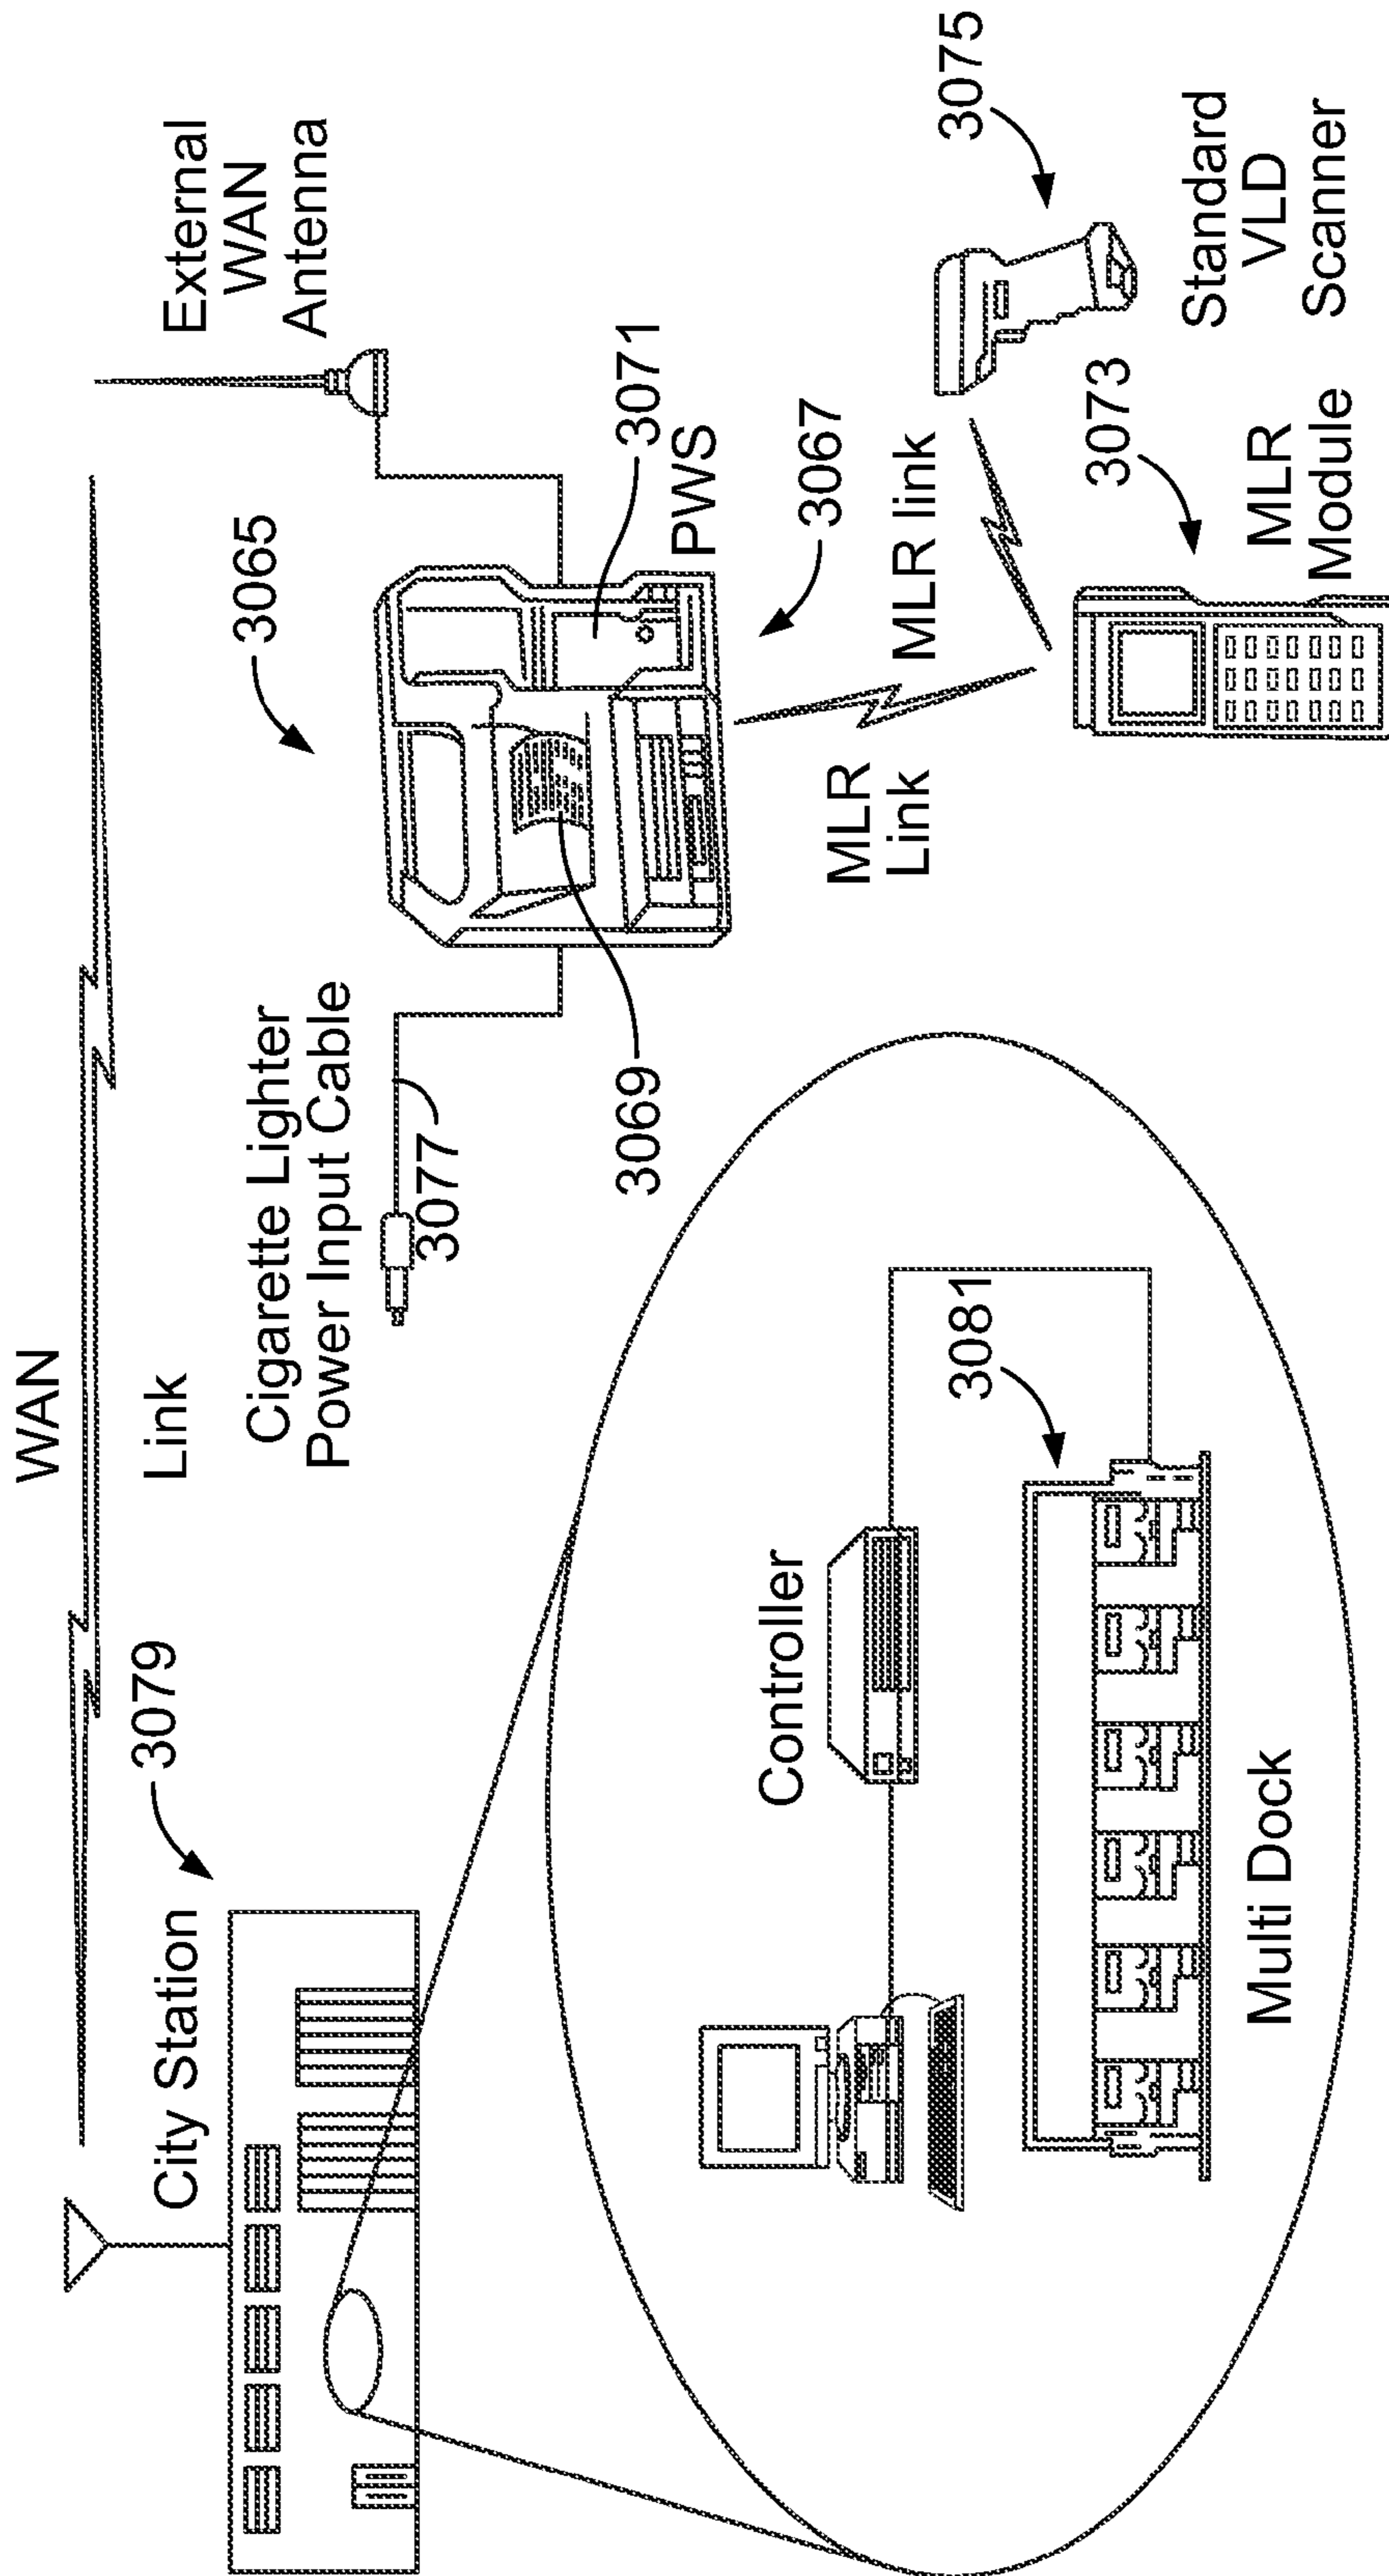 WAN
Link
City Station
3079
External
WAN
Antenna
3065
Cigarette Lighter
Power Input Cable
3077
3069
3071
PWS
3067
MLR
Link
MLR link
3075
Standard
VLD
Scanner
3073
MLR
Module
Controller
3081
Multi Dock